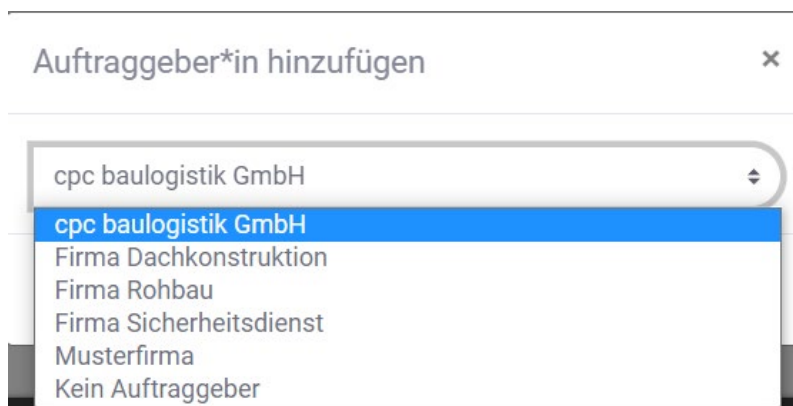 Auftraggeber*in hinzufügen ×
cpc baulogistik GmbH
cpc baulogistik GmbH
Firma Dachkonstruktion
Firma Rohbau
Firma Sicherheitsdienst
Musterfirma
Kein Auftraggeber